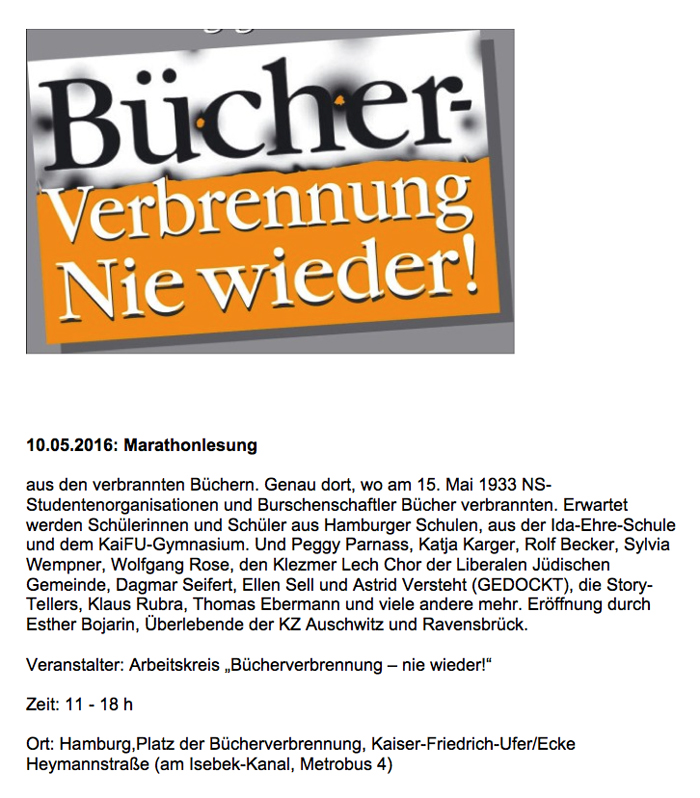 Bücher-
Verbrennung
Nie wieder!
10.05.2016: Marathonlesung
aus den verbrannten Büchern. Genau dort, wo am 15. Mai 1933 NS-
Studentenorganisationen und Burschenschaftler Bücher verbrannten. Erwartet
werden Schülerinnen und Schüler aus Hamburger Schulen, aus der Ida-Ehre-Schule
und dem KaiFU-Gymnasium. Und Peggy Parnass, Katja Karger, Rolf Becker, Sylvia
Wempner, Wolfgang Rose, den Klezmer Lech Chor der Liberalen Jüdischen
Gemeinde, Dagmar Seifert, Ellen Sell und Astrid Versteht (GEDOCKT), die Story-
Tellers, Klaus Rubra, Thomas Ebermann und viele andere mehr. Eröffnung durch
Esther Bojarin, Überlebende der KZ Auschwitz und Ravensbrück.
Veranstalter: Arbeitskreis „Bücherverbrennung – nie wieder!“
Zeit: 11 - 18 h
Ort: Hamburg,Platz der Bücherverbrennung, Kaiser-Friedrich-Ufer/Ecke
Heymannstraße (am Isebek-Kanal, Metrobus 4)